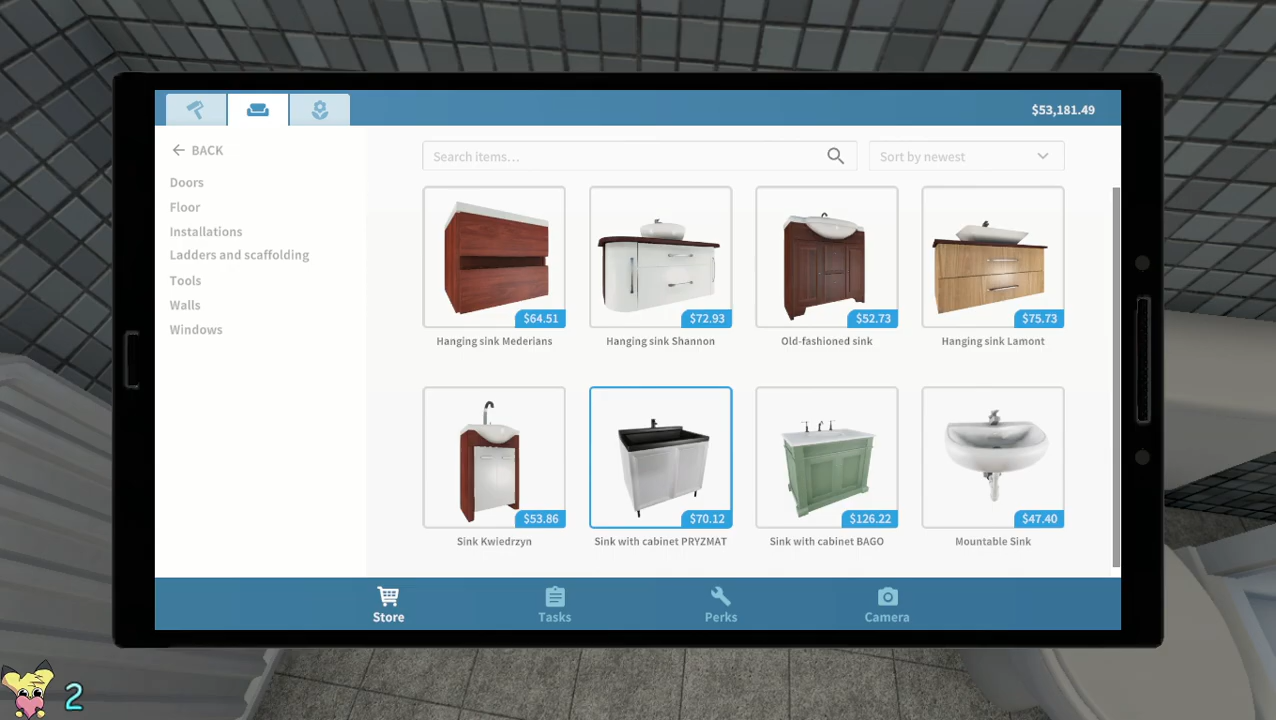 $53,181.49
BACK
Search items...
Sort by newest
Doors
Floor
Installations
Ladders and scaffolding
Tools
Walls
Windows
$64.51
$72.93
$52.73
$75.73
Hanging sink Mederians
Hanging sink Shannon
Old-fashioned sink
Hanging sink Lamont
$53.86
$70.12
$126.22
$47.40
Sink Kwiedrzyn
Sink with cabinet PRYZMAT
Sink with cabinet BAGO
Mountable Sink
Store
Tasks
Perks
Camera
2